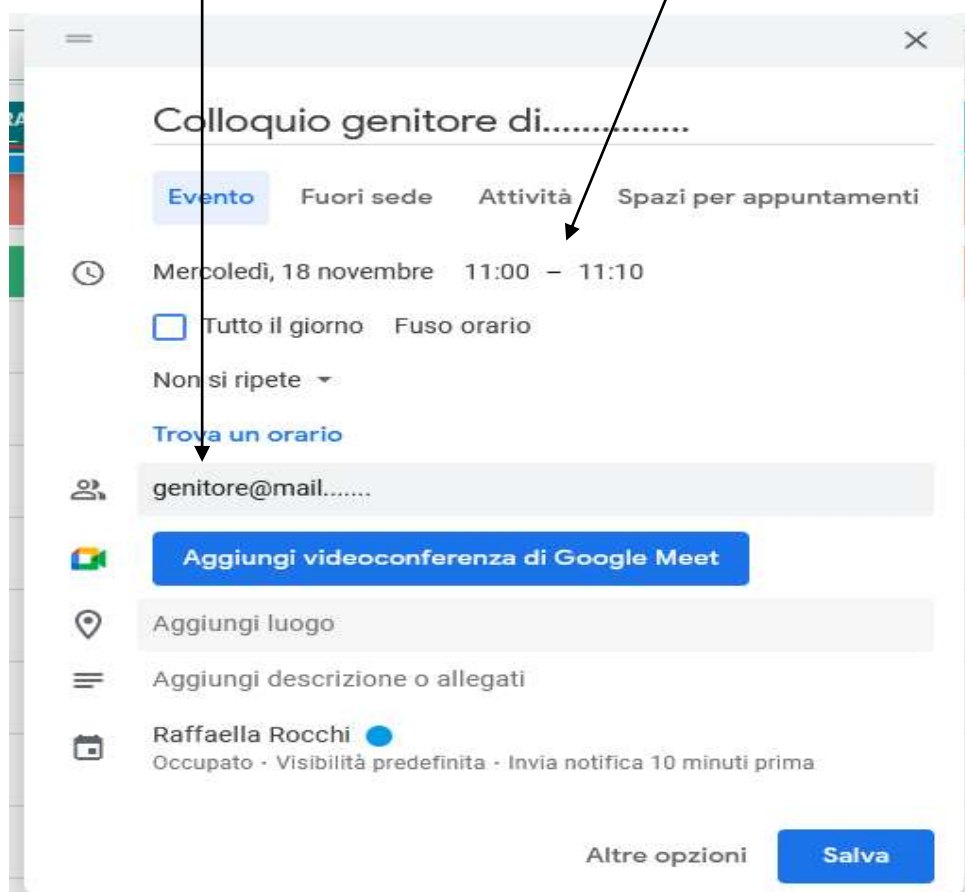 RA
Colloquio genitore di...............
Evento Fuori sede Attività Spazi per appuntamenti
Mercoledì, 18 novembre 11:00 – 11:10
Tutto il giorno Fuso orario
Non si ripete
Trova un orario
genitore@mail.......
Aggiungi videoconferenza di Google Meet
Aggiungi luogo
Aggiungi descrizione o allegati
Raffaella Rocchi
Occupato · Visibilità predefinita · Invia notifica 10 minuti prima
Altre opzioni Salva